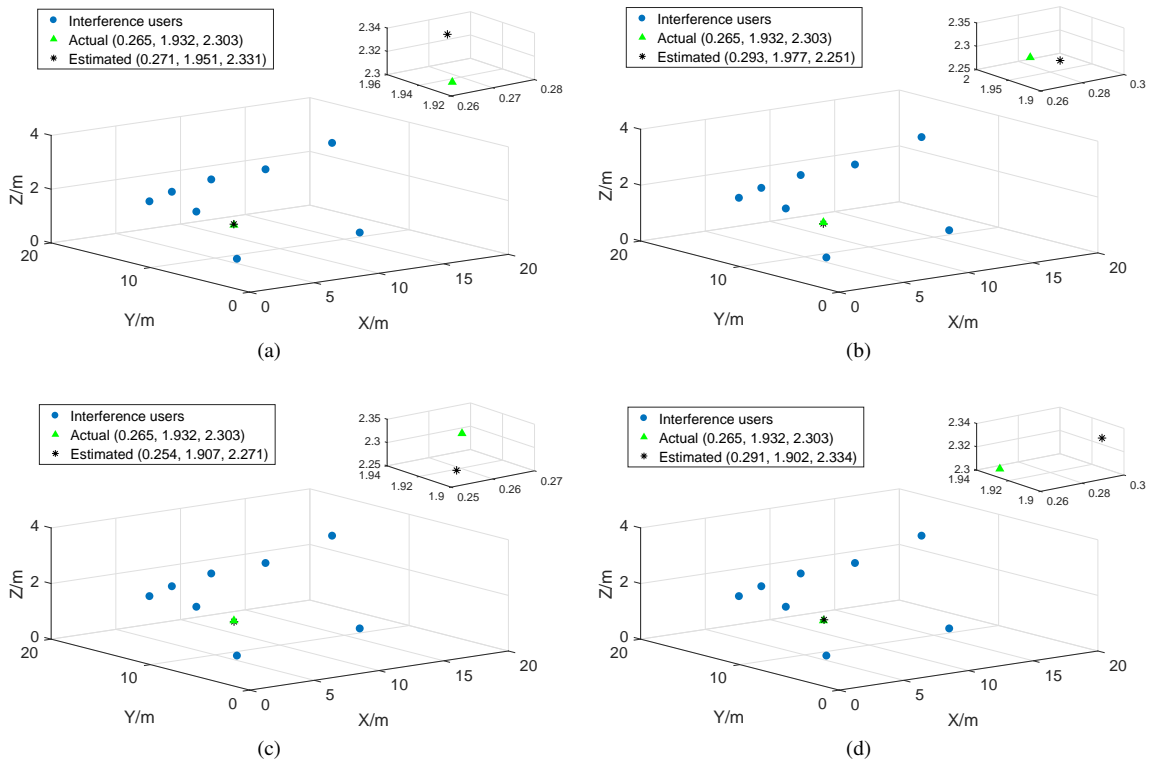 Interference users
Actual (0.265, 1.932, 2.303)
Estimated (0.271, 1.951, 2.331)
2.34
2.32
2.3
1.96
1.94
1.92
0.26
0.27
0.28
4
2
0
Z/m
20
10
0
Y/m
0
5
10
15
20
X/m
(a)
Interference users
Actual (0.265, 1.932, 2.303)
Estimated (0.293, 1.977, 2.251)
2.35
2.3
2.25
2
1.95
1.9
0.26
0.28
0.3
4
2
0
Z/m
20
10
0
Y/m
0
5
10
15
20
X/m
(b)
Interference users
Actual (0.265, 1.932, 2.303)
Estimated (0.254, 1.907, 2.271)
2.35
2.3
2.25
1.94
1.92
1.9
0.25
0.26
0.27
4
2
0
Z/m
20
10
0
Y/m
0
5
10
15
20
X/m
(c)
Interference users
Actual (0.265, 1.932, 2.303)
Estimated (0.291, 1.902, 2.334)
2.34
2.32
2.3
1.94
1.92
1.9
0.26
0.28
0.3
4
2
0
Z/m
20
10
0
Y/m
0
5
10
15
20
X/m
(d)